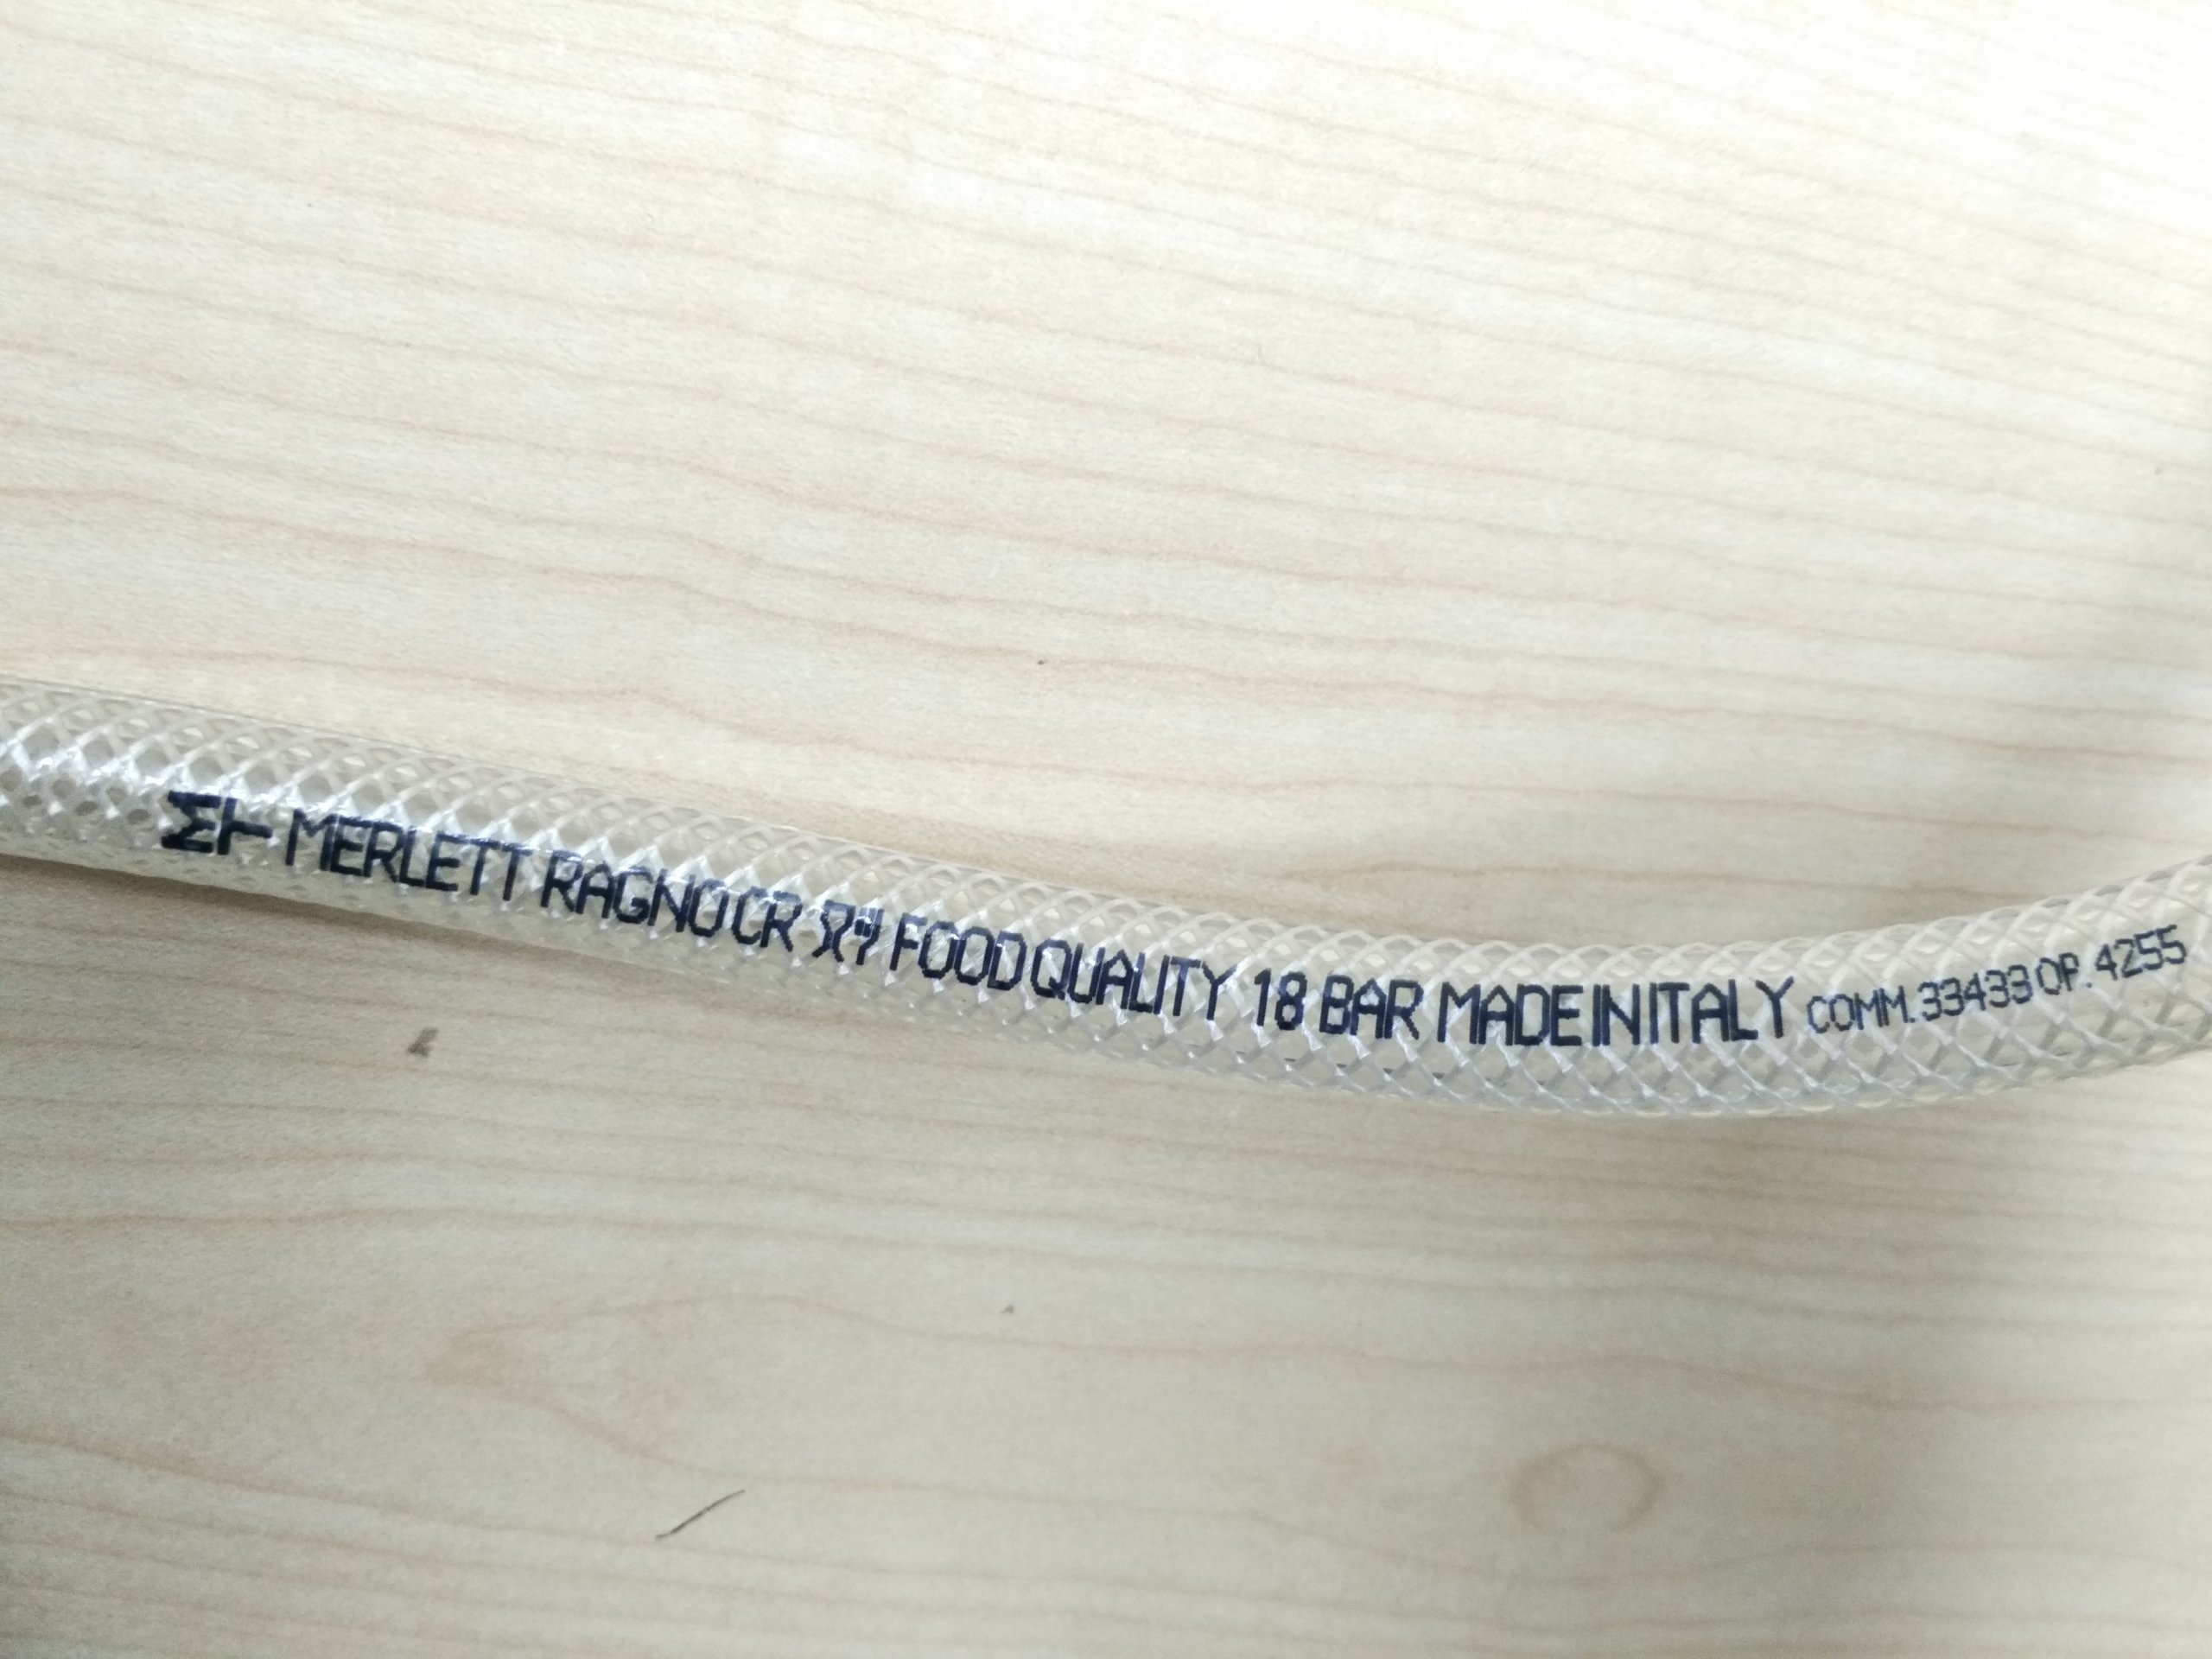 MERLETT RAGNO CR FOOD QUALITY 18 BAR MADE IN ITALY COMM. 33433 OP. 4255